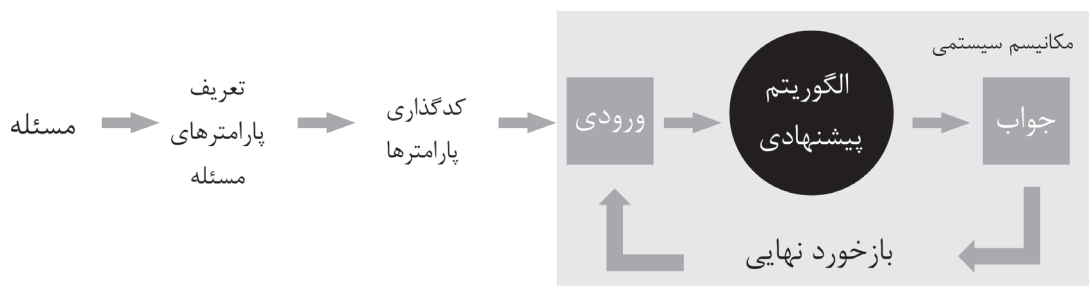 مسئله
تعریف
پارامترهای
مسئله
کدگذاری
پارامترها
ورودی
الگوریتم
پیشنهادی
جواب
مکانیسم سیستمی
بازخورد نهایی